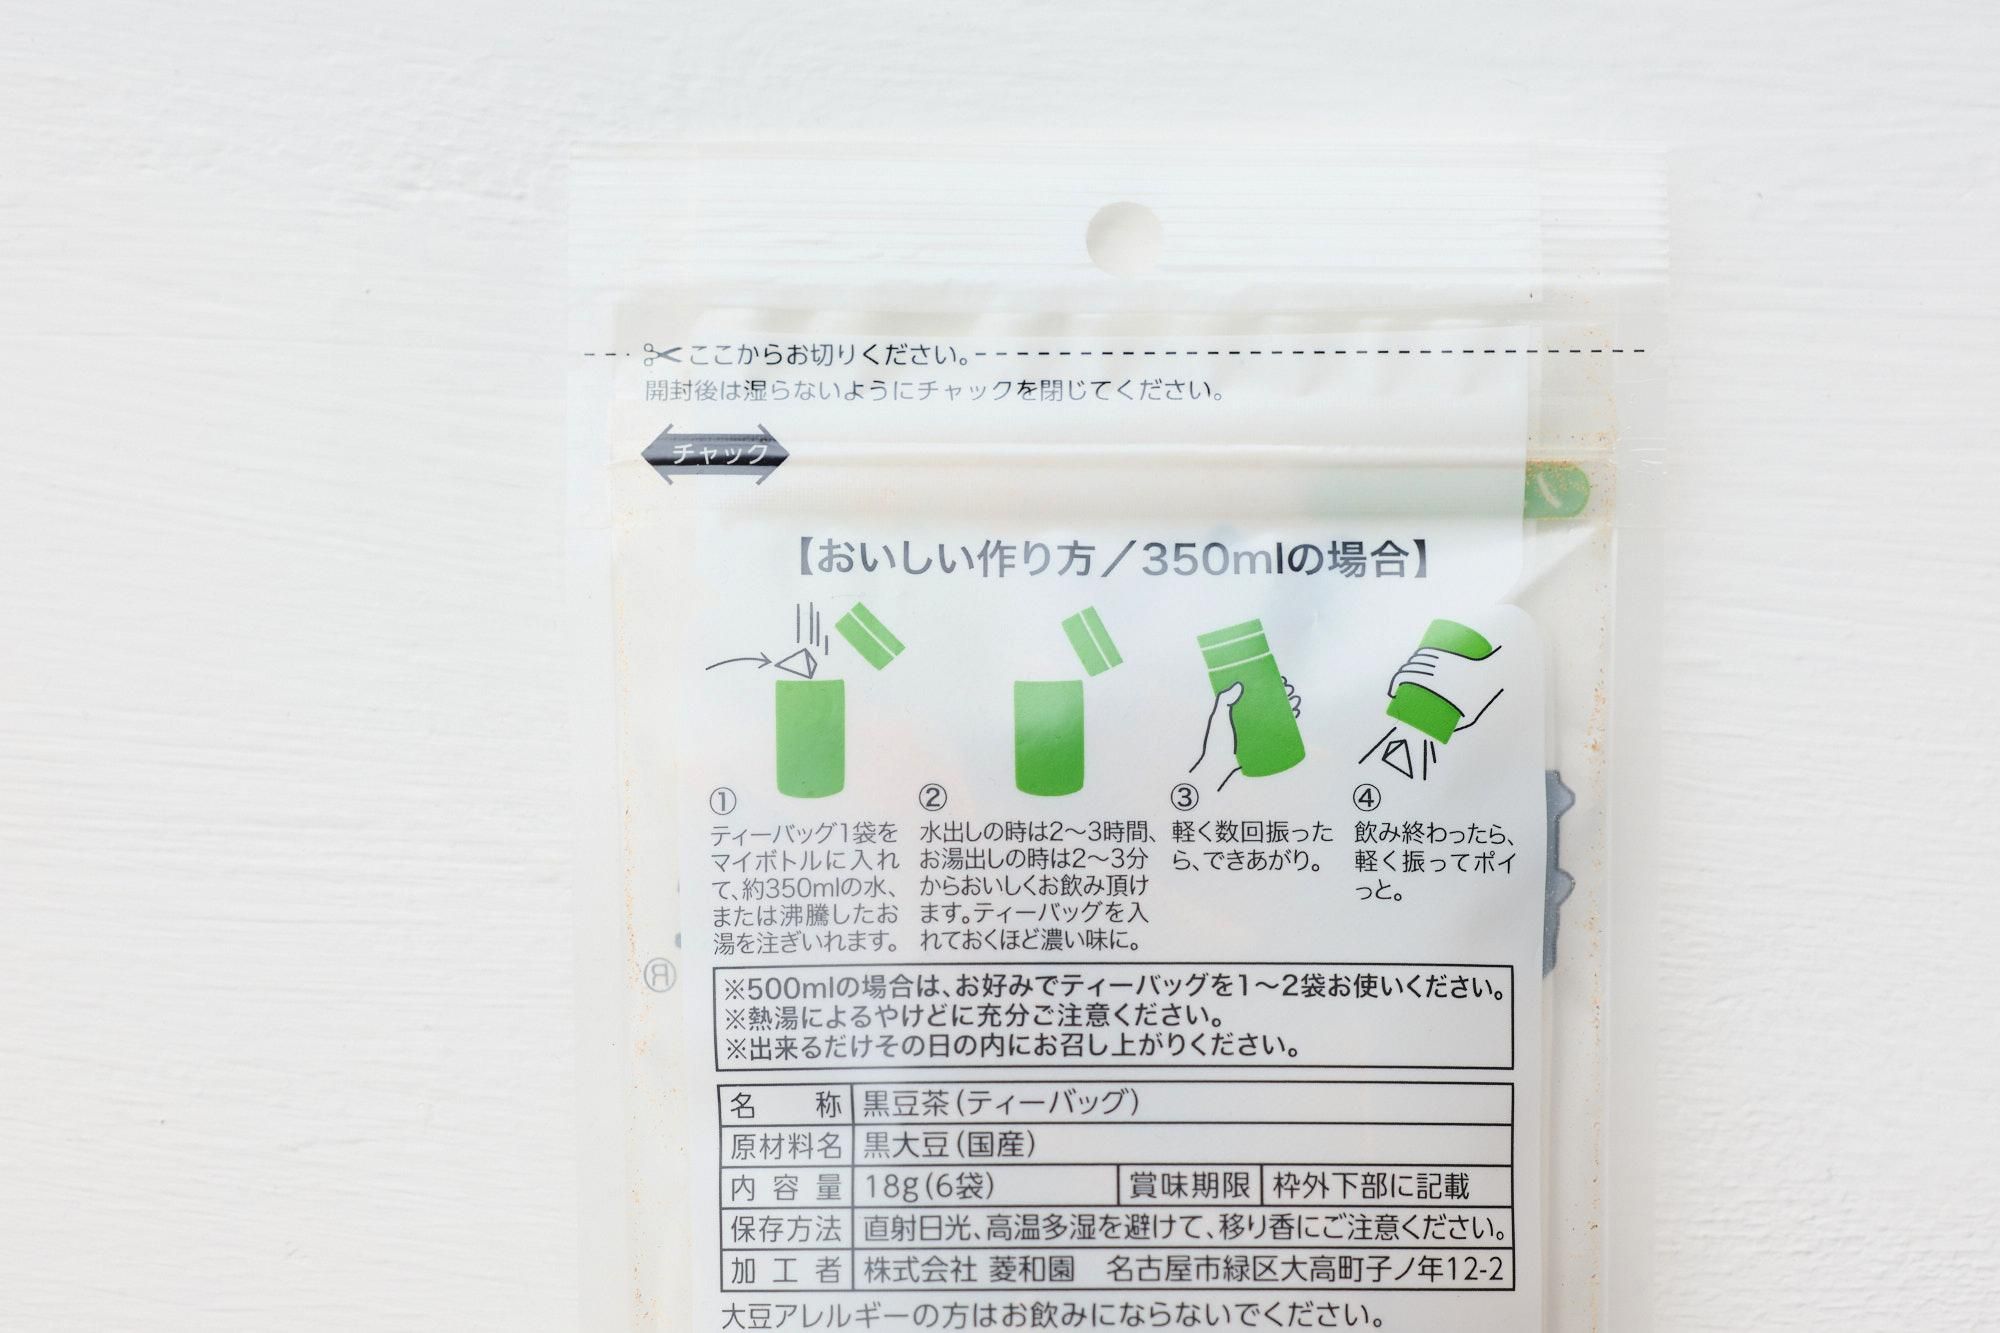 ここからお切りください。
開封後は湿らないようにチャックを閉じてください。
チャック
【おいしい作り方／350mlの場合】
①
ティーバッグ1袋を
マイボトルに入れ
て、約350mlの水、
または沸騰したお
湯を注ぎいれます。
②
水出しの時は2〜3時間、
お湯出しの時は2〜3分
からおいしくお飲み頂け
ます。ティーバッグを入
れておくほど濃い味に。
③
軽く数回振った
ら、できあがり。
④
飲み終わったら、
軽く振ってポイ
っと。
®
※500mlの場合は、お好みでティーバッグを1〜2袋お使いください。
※熱湯によるやけどに充分ご注意ください。
※出来るだけその日の内にお召し上がりください。
名称 黒豆茶(ティーバッグ)
原材料名 黒大豆(国産)
内容量 18g(6袋) 賞味期限 枠外下部に記載
保存方法 直射日光、高温多湿を避けて、移り香にご注意ください。
加工者 株式会社 菱和園 名古屋市緑区大高町子ノ年12-2
大豆アレルギーの方はお飲みにならないでください。